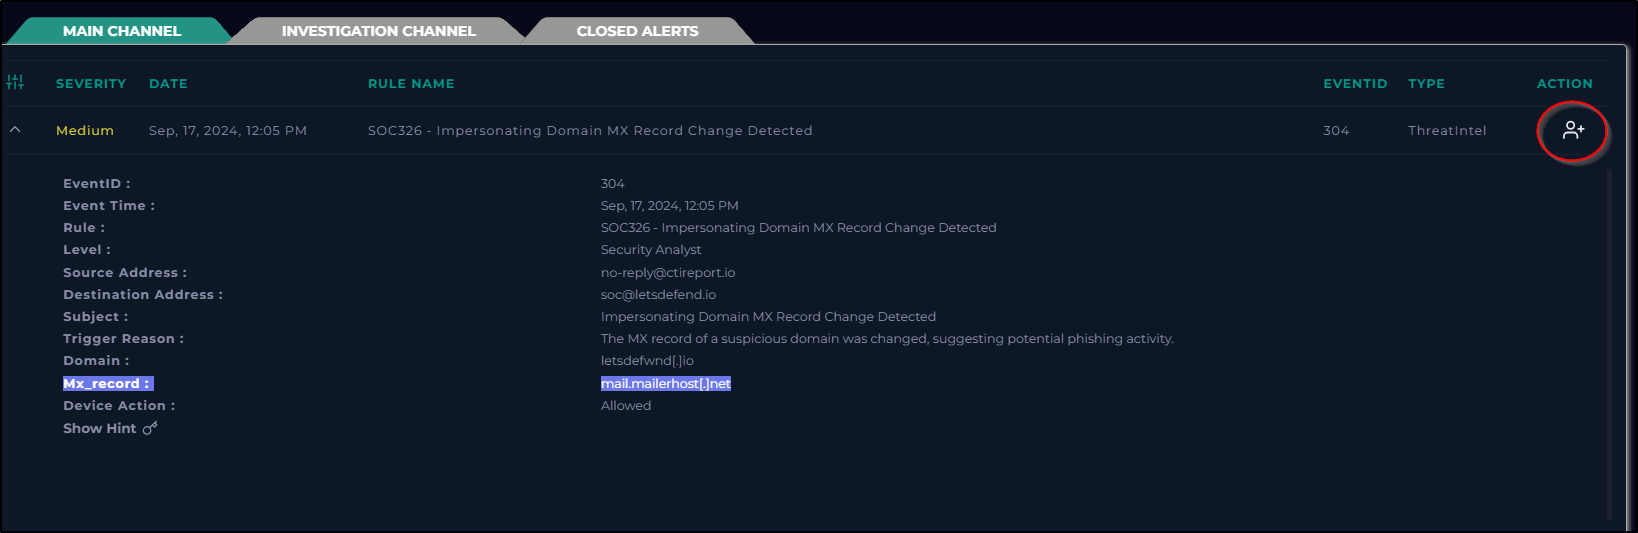 MAIN CHANNEL INVESTIGATION CHANNEL CLOSED ALERTS
SEVERITY DATE RULE NAME EVENTID TYPE ACTION
Medium Sep, 17, 2024, 12:05 PM SOC326 - Impersonating Domain MX Record Change Detected 304 ThreatIntel
EventID : 304
Event Time : Sep, 17, 2024, 12:05 PM
Rule : SOC326 - Impersonating Domain MX Record Change Detected
Level : Security Analyst
Source Address : no-reply@ctireport.io
Destination Address : soc@letsdefend.io
Subject : Impersonating Domain MX Record Change Detected
Trigger Reason : The MX record of a suspicious domain was changed, suggesting potential phishing activity.
Domain : letsdefwnd[.]io
Mx_record : mail.mailerhost[.]net
Device Action : Allowed
Show Hint